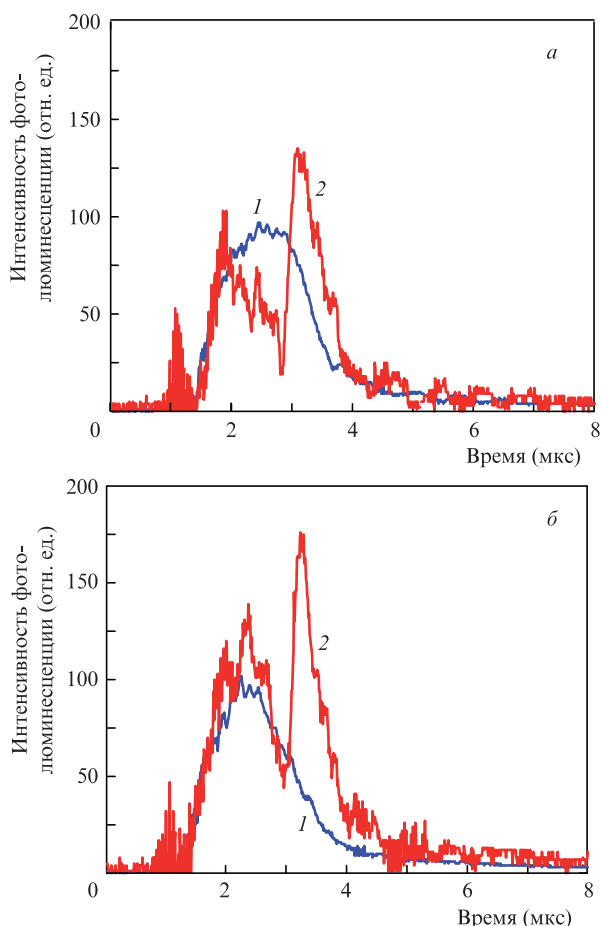 200
а
150
Интенсивность фото-
люминесценции (отн. ед.)
1
2
100
50
0
2
4
6
8
Время (мкс)
200
б
150
Интенсивность фото-
люминесценции (отн. ед.)
2
100
50
1
0
2
4
6
8
Время (мкс)